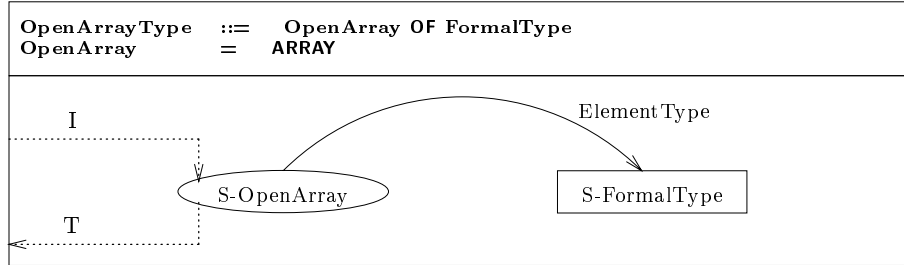 OpenArrayType ::= OpenArray OF FormalType
OpenArray = ARRAY
ElementType
I
S-OpenArray S-FormalType
T